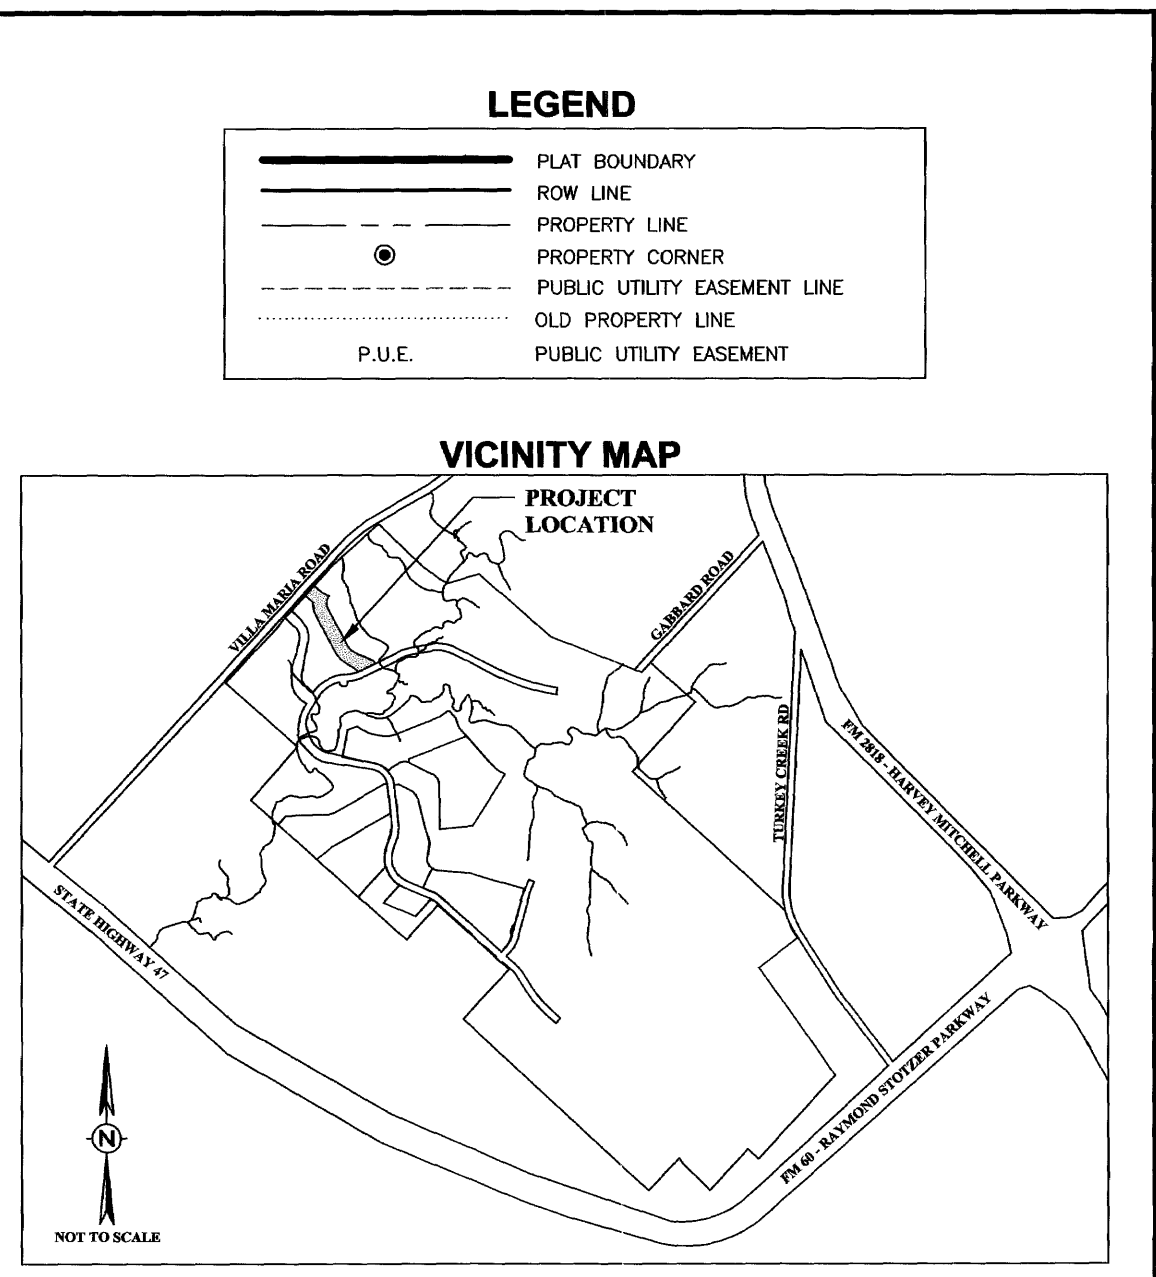 LEGEND
PLAT BOUNDARY
ROW LINE
PROPERTY LINE
PROPERTY CORNER
PUBLIC UTILITY EASEMENT LINE
OLD PROPERTY LINE
P.U.E. PUBLIC UTILITY EASEMENT
VICINITY MAP
PROJECT
LOCATION
VILLA MARIA ROAD
GABBARD ROAD
TURKEY CREEK RD
FM 2818 - HARVEY MITCHELL PARKWAY
STATE HIGHWAY 47
FM 60 - RAYMOND STOTZER PARKWAY
N
NOT TO SCALE